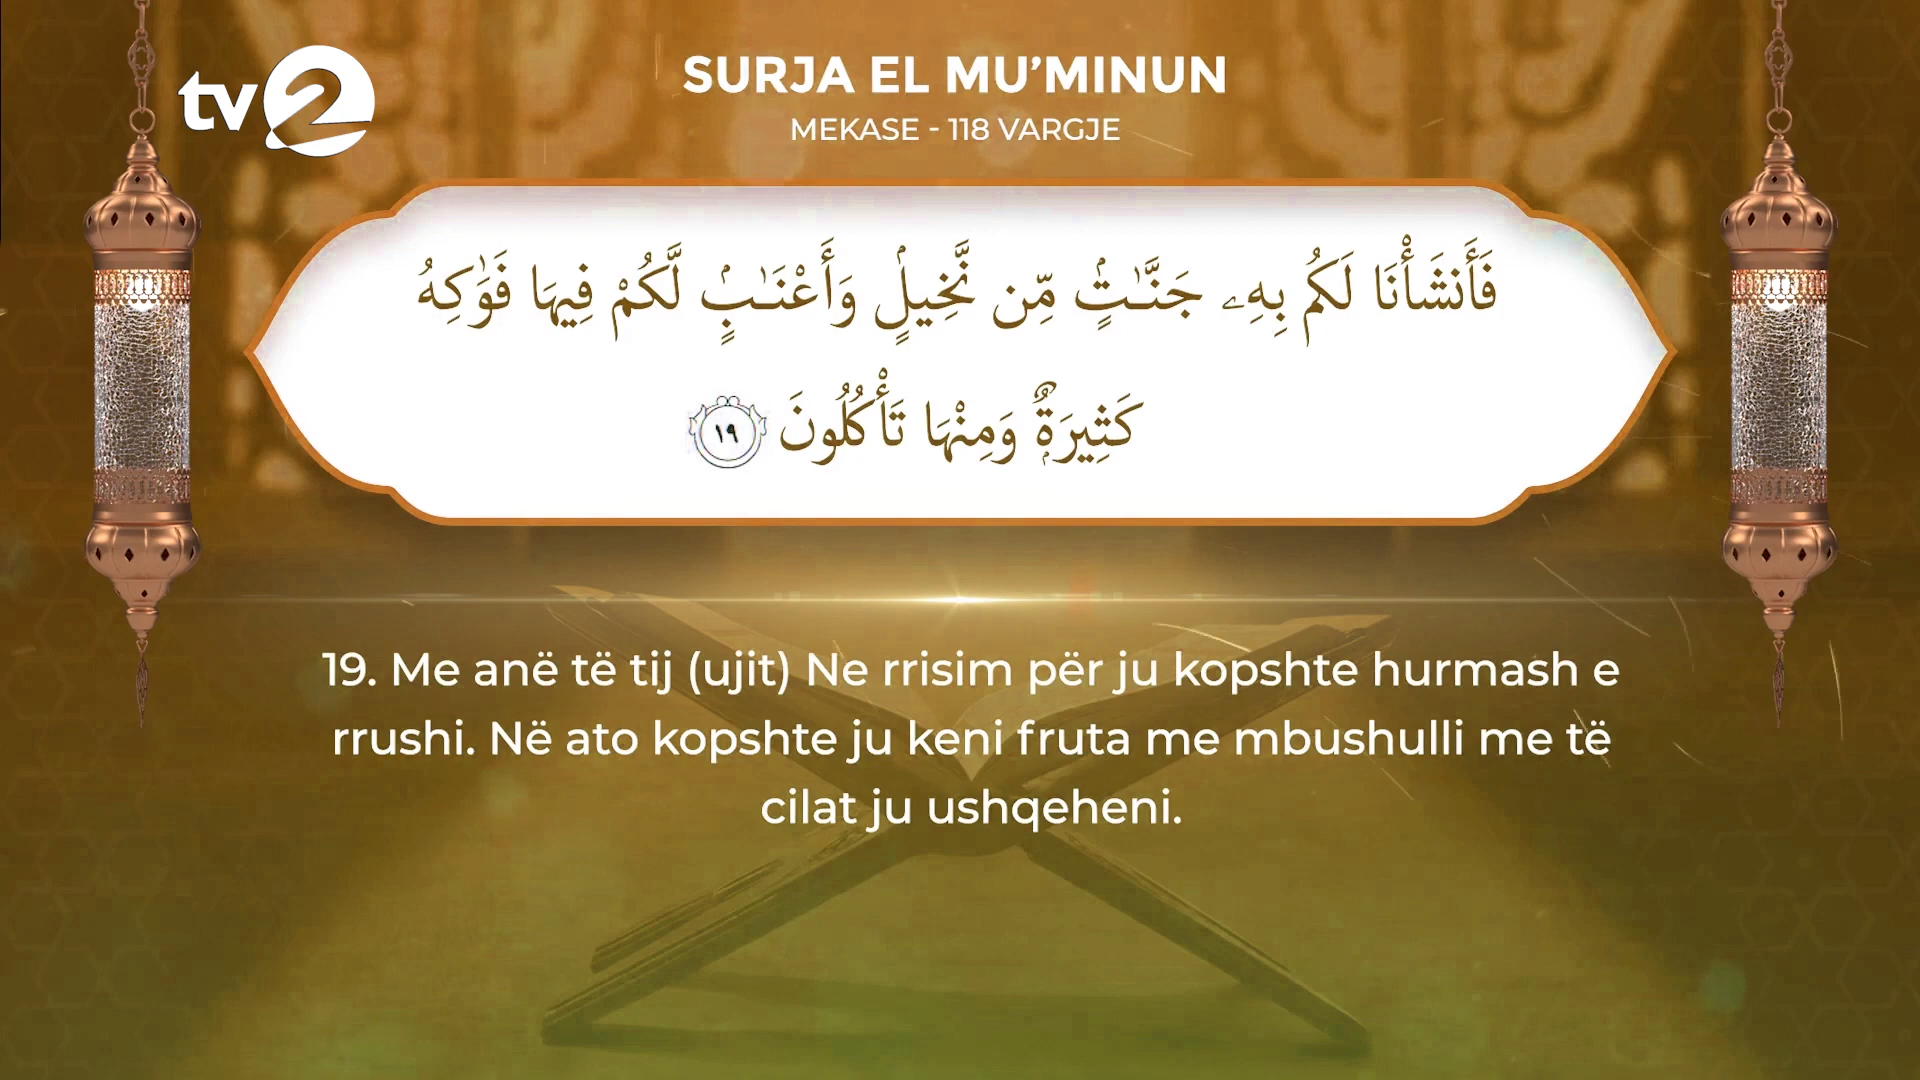 tv2
SURJA EL MU’MINUN
MEKASE - 118 VARGJE
فَأَنشَأْنَا لَكُم بِهِۦ جَنَّـٰتٍۢ مِّن نَّخِيلٍۢ وَأَعْنَـٰبٍۢ لَّكُمْ فِيهَا فَوَٰكِهُ
كَثِيرَةٌۭ وَمِنْهَا تَأْكُلُونَ ١٩
19. Me anë të tij (ujit) Ne rrisim për ju kopshte hurmash e
rrushi. Në ato kopshte ju keni fruta me mbushulli me të
cilat ju ushqeheni.